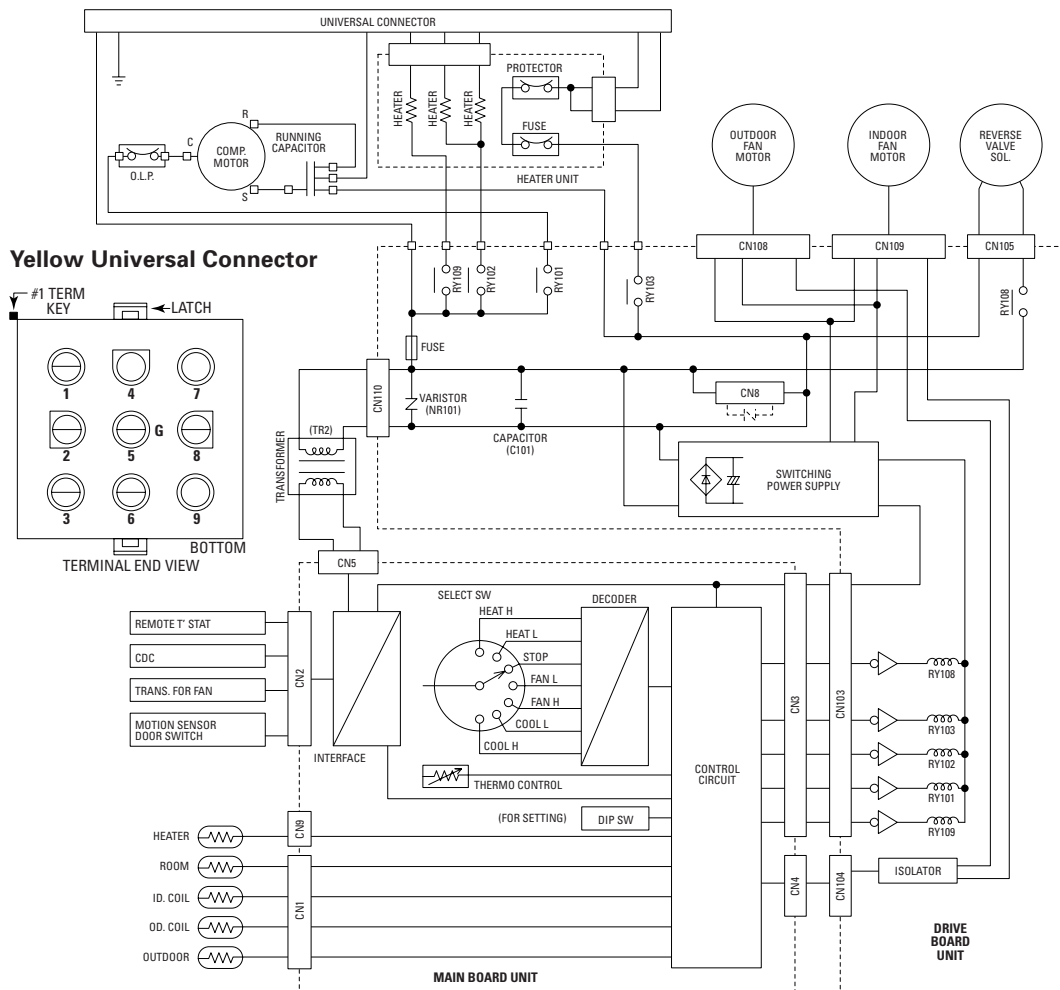 UNIVERSAL CONNECTOR
PROTECTOR
HEATER
HEATER
HEATER
FUSE
HEATER UNIT
R
C
COMP.
MOTOR
S
RUNNING
CAPACITOR
O.L.P.
OUTDOOR
FAN
MOTOR
INDOOR
FAN
MOTOR
REVERSE
VALVE
SOL.
CN108
CN109
CN105
RY109
RY102
RY101
RY103
RY108
Yellow Universal Connector
#1 TERM
KEY
LATCH
1
4
7
2
5
G
8
3
6
9
BOTTOM
TERMINAL END VIEW
FUSE
CN110
VARISTOR
(NR101)
CAPACITOR
(C101)
CN8
TRANSFORMER
(TR2)
SWITCHING
POWER SUPPLY
CN5
REMOTE T' STAT
CDC
TRANS. FOR FAN
MOTION SENSOR
DOOR SWITCH
CN2
INTERFACE
SELECT SW
HEAT H
HEAT L
STOP
FAN L
FAN H
COOL L
COOL H
DECODER
THERMO CONTROL
(FOR SETTING)
DIP SW
CONTROL
CIRCUIT
CN3
CN103
RY108
RY103
RY102
RY101
RY109
HEATER
ROOM
ID. COIL
OD. COIL
OUTDOOR
CN9
CN1
CN4
CN104
ISOLATOR
MAIN BOARD UNIT
DRIVE
BOARD
UNIT